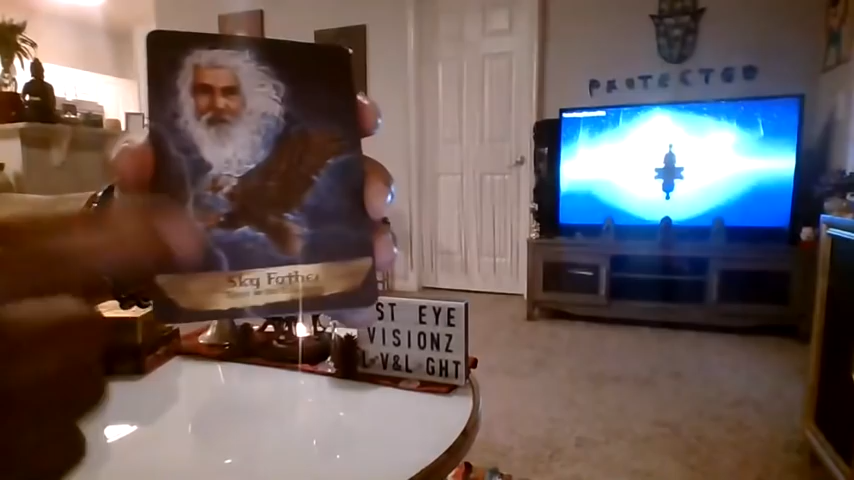 PROTECTED
Sky Father
ST EYE
VISIONZ
L V&L GHT